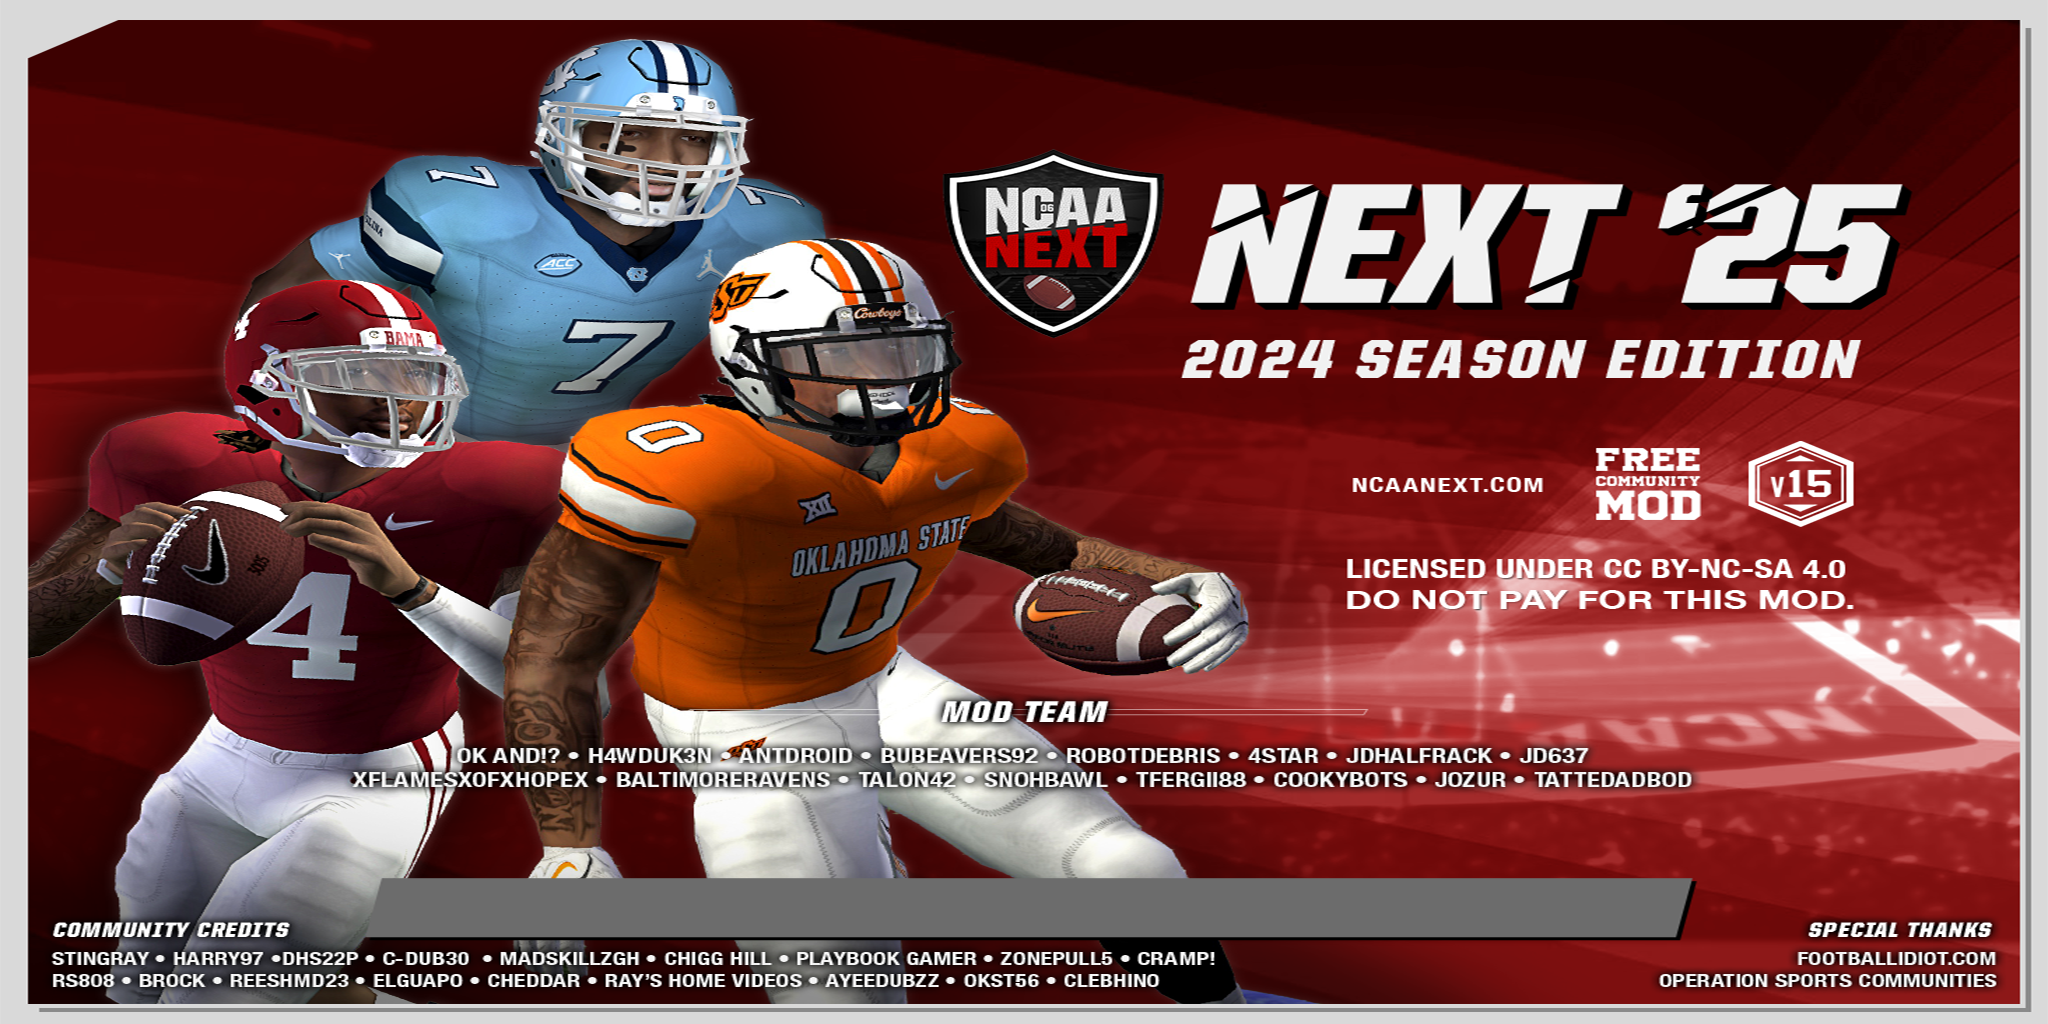 7
7
7
ACC
NCAA
06
NEXT
NEXT '25
2024 SEASON EDITION
BAMA
Cowboys
0
XII
OKLAHOMA STATE
0
4
NCAANEXT.COM
FREE
COMMUNITY
MOD
v15
LICENSED UNDER CC BY-NC-SA 4.0
DO NOT PAY FOR THIS MOD.
NCAA
MOD TEAM
OK AND!? • H4WDUK3N • ANTDROID • BUBEAVERS92 • ROB0TDEBRIS • 4STAR • JDHALFRACK • JD637
XFLAMESX0FXH0PEX • BALTIMORERAVENS • TALON42 • SNOHBAWL • TFERGII88 • COOKYBOTS • JOZUR • TATTEDADBOD
COMMUNITY CREDITS
STINGRAY • HARRY97 •DHS22P • C-DUB30 • MADSKILLZGH • CHIGG HILL • PLAYBOOK GAMER • ZONEPULL5 • CRAMP!
RS808 • BROCK • REESHMD23 • ELGUAPO • CHEDDAR • RAY'S HOME VIDEOS • AYEEDUBZZ • OKST56 • CLEBHINO
SPECIAL THANKS
FOOTBALLIDIOT.COM
OPERATION SPORTS COMMUNITIES